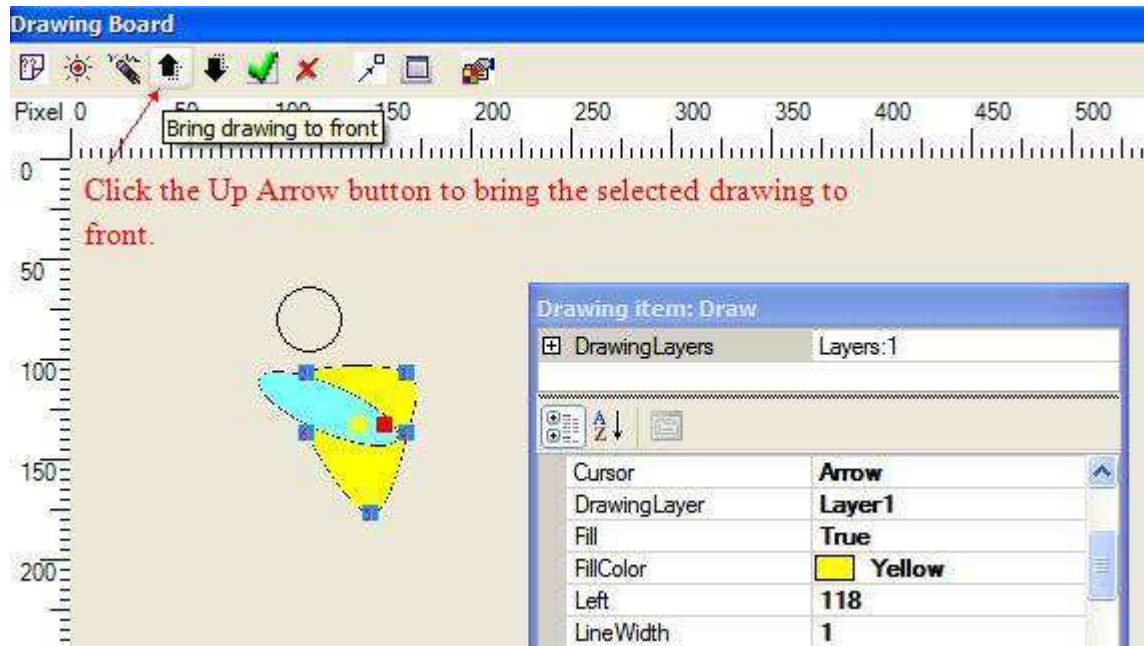 Drawing Board
Pixel 0 50 100 150 200 250 300 350 400 450 500
Bring drawing to front
0
Click the Up Arrow button to bring the selected drawing to
front.
50
100
150
200
Drawing item: Draw
DrawingLayers Layers:1
A
Z
Cursor Arrow
DrawingLayer Layer1
Fill True
FillColor Yellow
Left 118
LineWidth 1